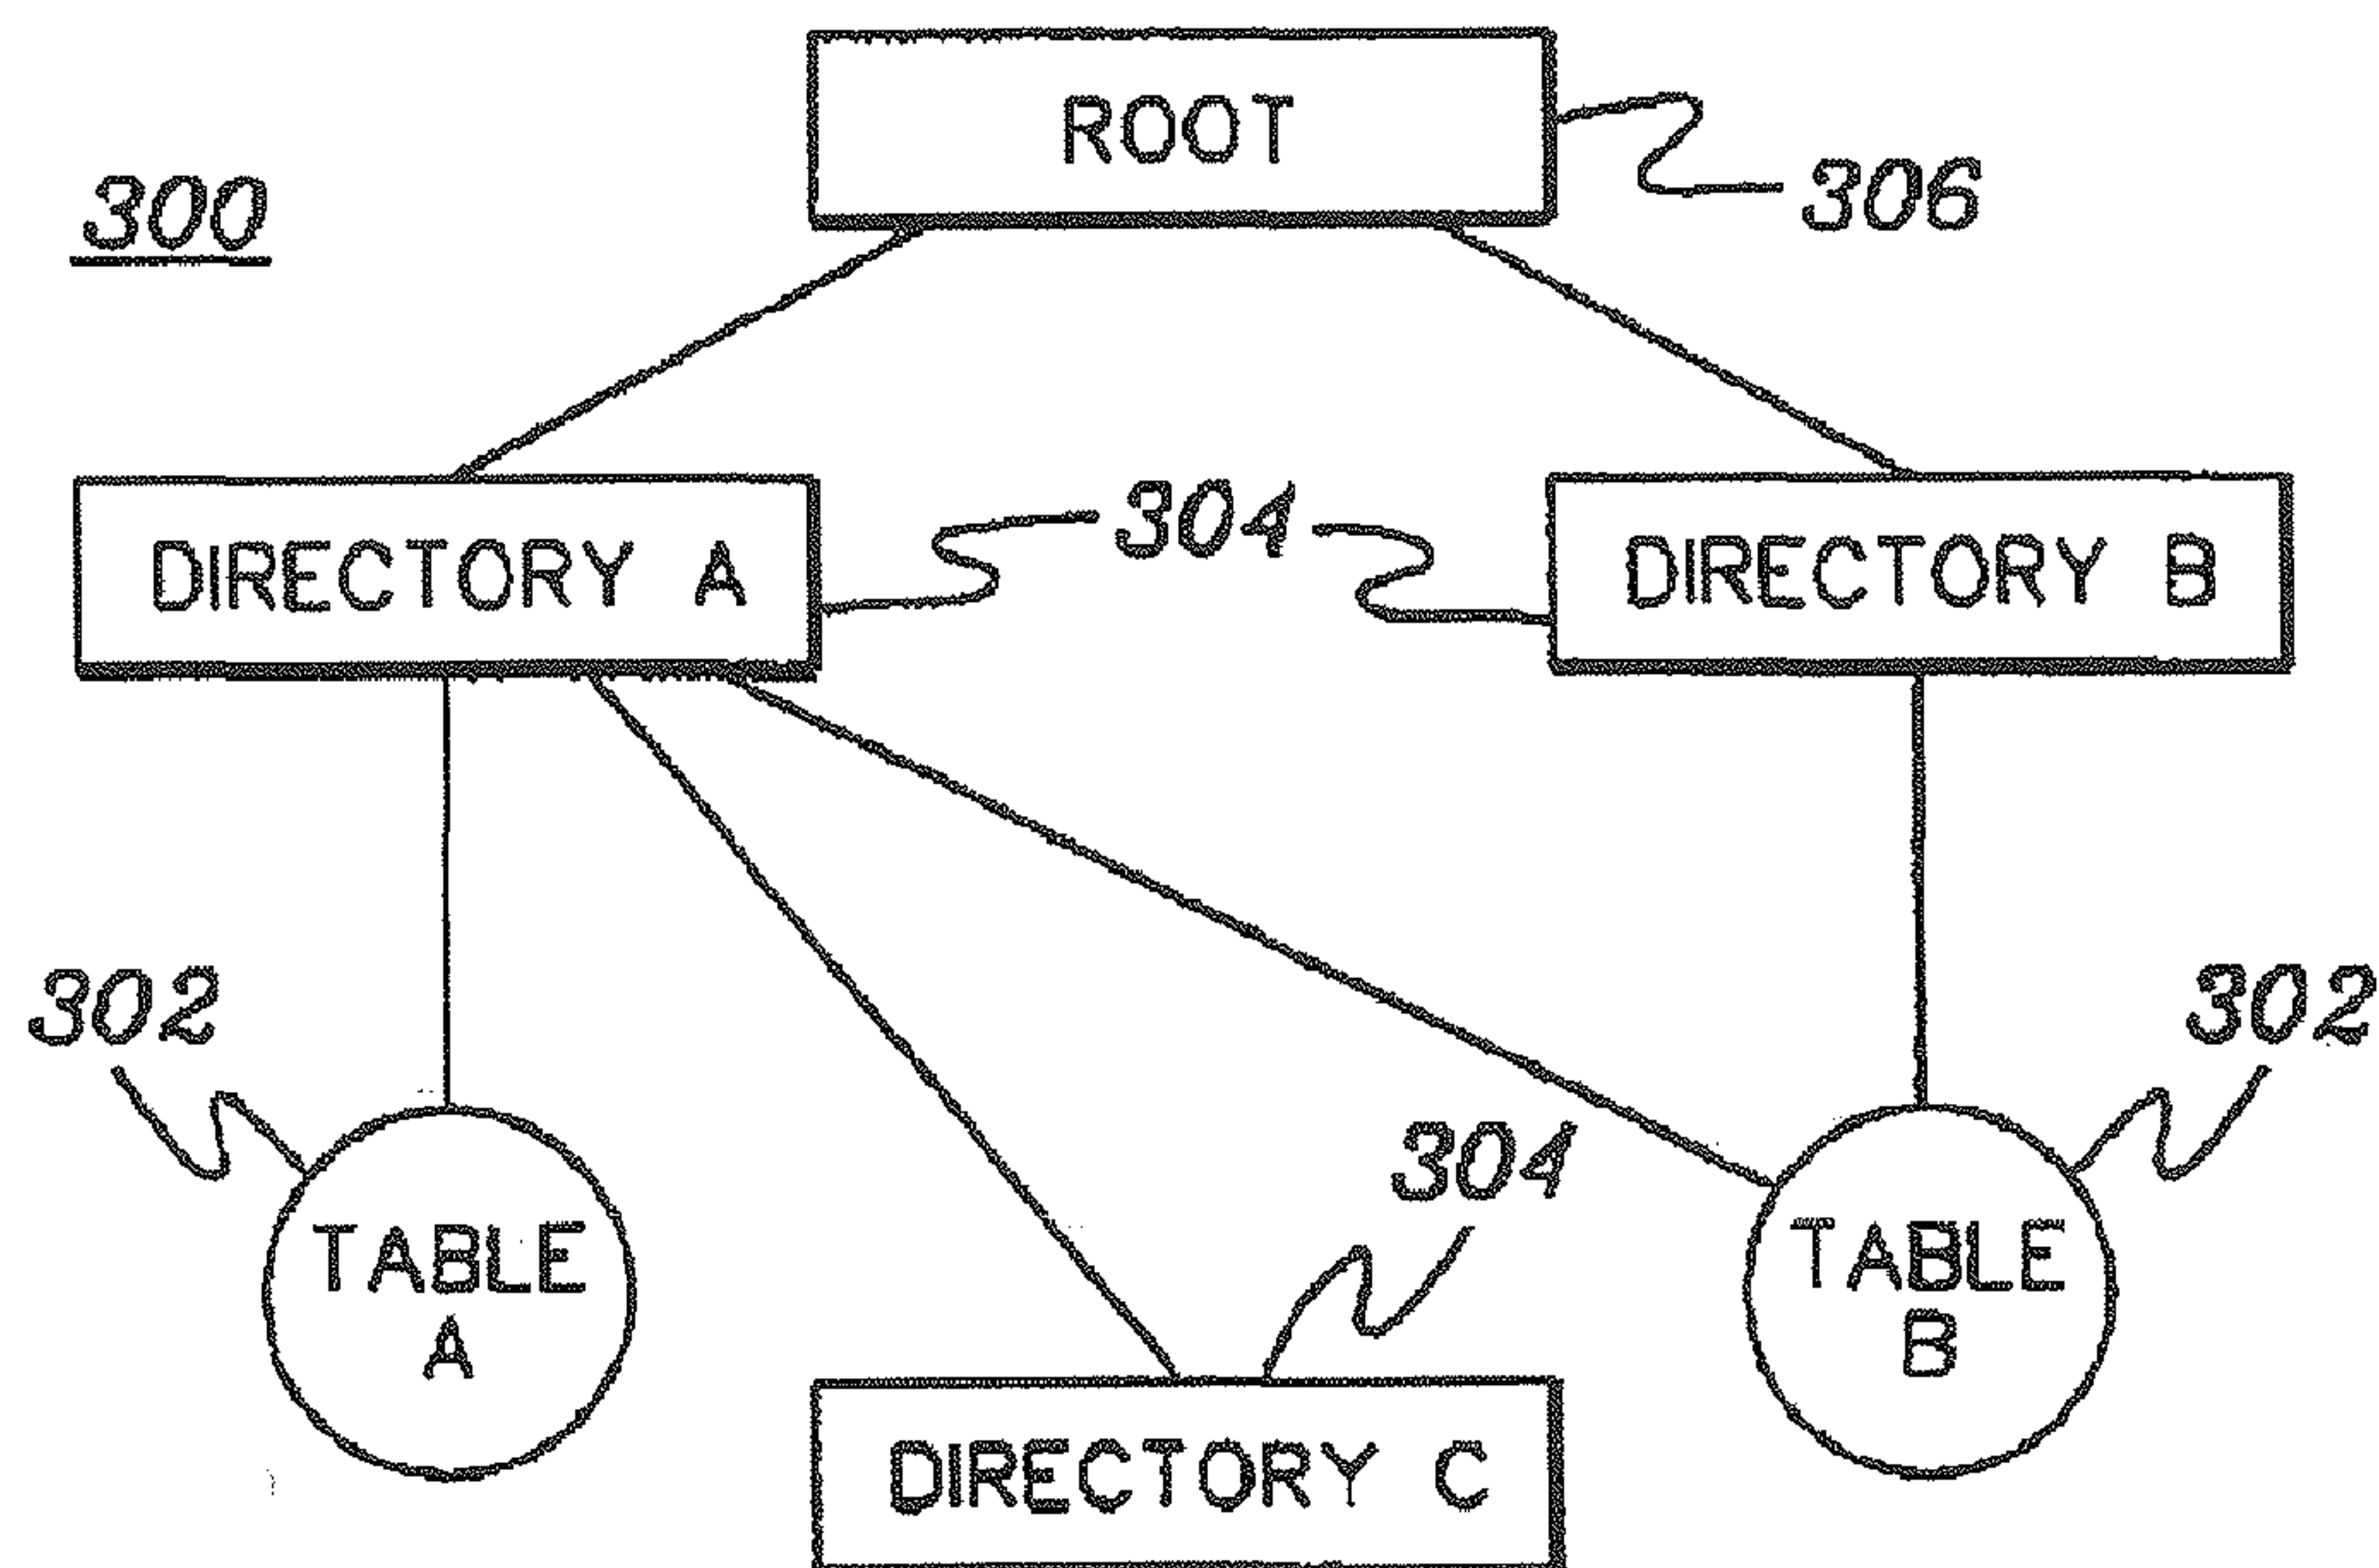 ROOT
300
306
304
DIRECTORY A
DIRECTORY B
302
302
304
TABLE
A
TABLE
B
DIRECTORY C